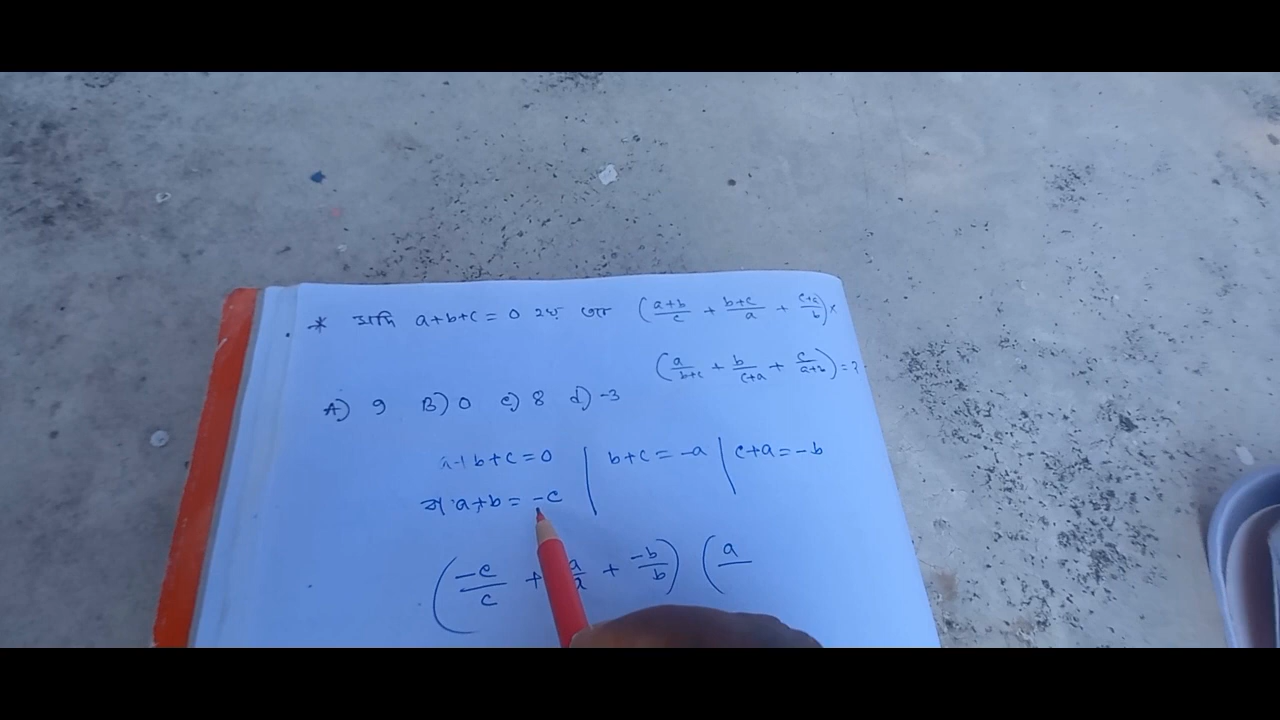 * যদি a+b+c = 0 হয় তবে (a+b/c + b+c/a + c+a/b) ×
(a/b+c + b/c+a + c/a+b) = ?
A) 9 B) 0 c) 8 d) -3
a+b+c = 0 | b+c = -a | c+a = -b
বা a+b = -c
(-c/c + a/a + -b/b) (a